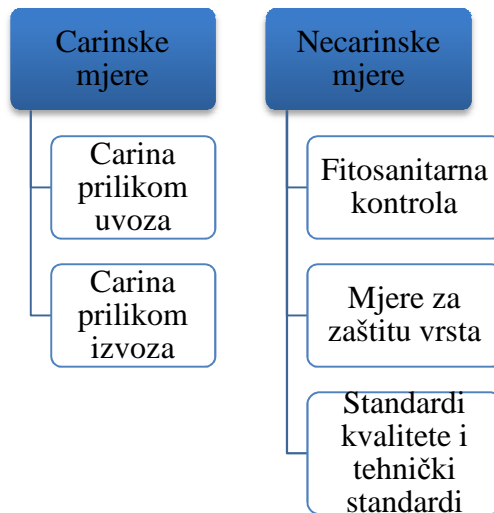 Carinske
mjere
Carina
prilikom
uvoza
Carina
prilikom
izvoza
Necarinske
mjere
Fitosanitarna
kontrola
Mjere za
zaštitu vrsta
Standardi
kvalitete i
tehnički
standardi